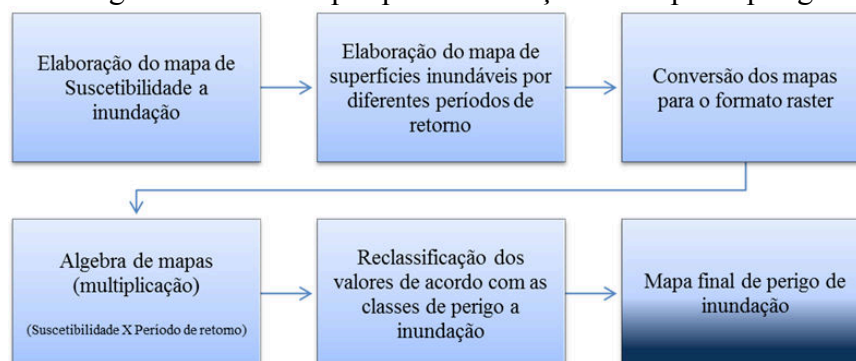 Elaboração do mapa de
Suscetibilidade a
inundação
Elaboração do mapa de
superfícies inundáveis por
diferentes períodos de
retorno
Conversão dos mapas
para o formato raster
Algebra de mapas
(multiplicação)
(Suscetibilidade X Período de retorno)
Reclassificação dos
valores de acordo com as
classes de perigo a
inundação
Mapa final de perigo de
inundação